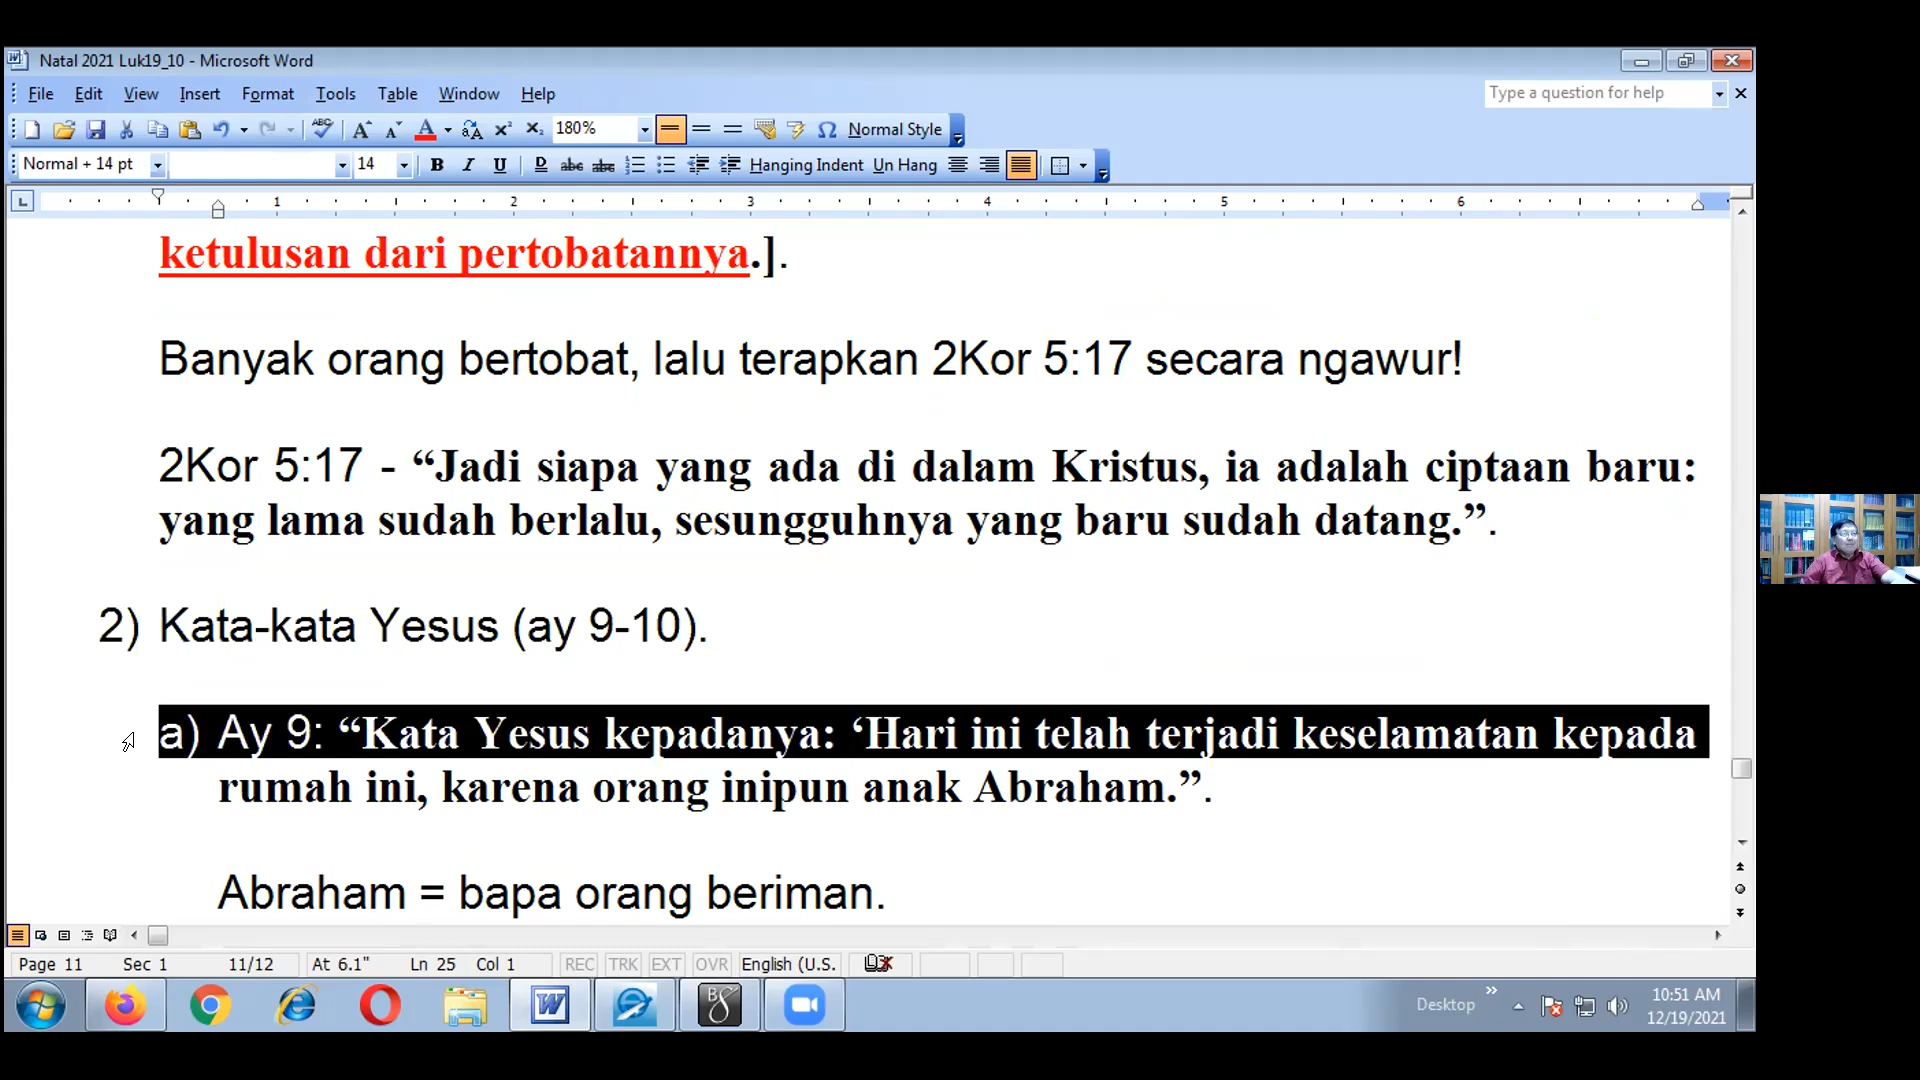 Natal 2021 Luk19_10 - Microsoft Word
File Edit View Insert Format Tools Table Window Help
Type a question for help
180%
Normal Style
Normal + 14 pt
14
B I U
Hanging Indent Un Hang
1 2 3 4 5 6
ketulusan dari pertobatannya.].
Banyak orang bertobat, lalu terapkan 2Kor 5:17 secara ngawur!
2Kor 5:17 - “Jadi siapa yang ada di dalam Kristus, ia adalah ciptaan baru:
yang lama sudah berlalu, sesungguhnya yang baru sudah datang.”.
2) Kata-kata Yesus (ay 9-10).
a) Ay 9: “Kata Yesus kepadanya: ‘Hari ini telah terjadi keselamatan kepada
rumah ini, karena orang inipun anak Abraham.”.
Abraham = bapa orang beriman.
Page 11 Sec 1 11/12 At 6.1" Ln 25 Col 1 REC TRK EXT OVR English (U.S.
Desktop
10:51 AM
12/19/2021